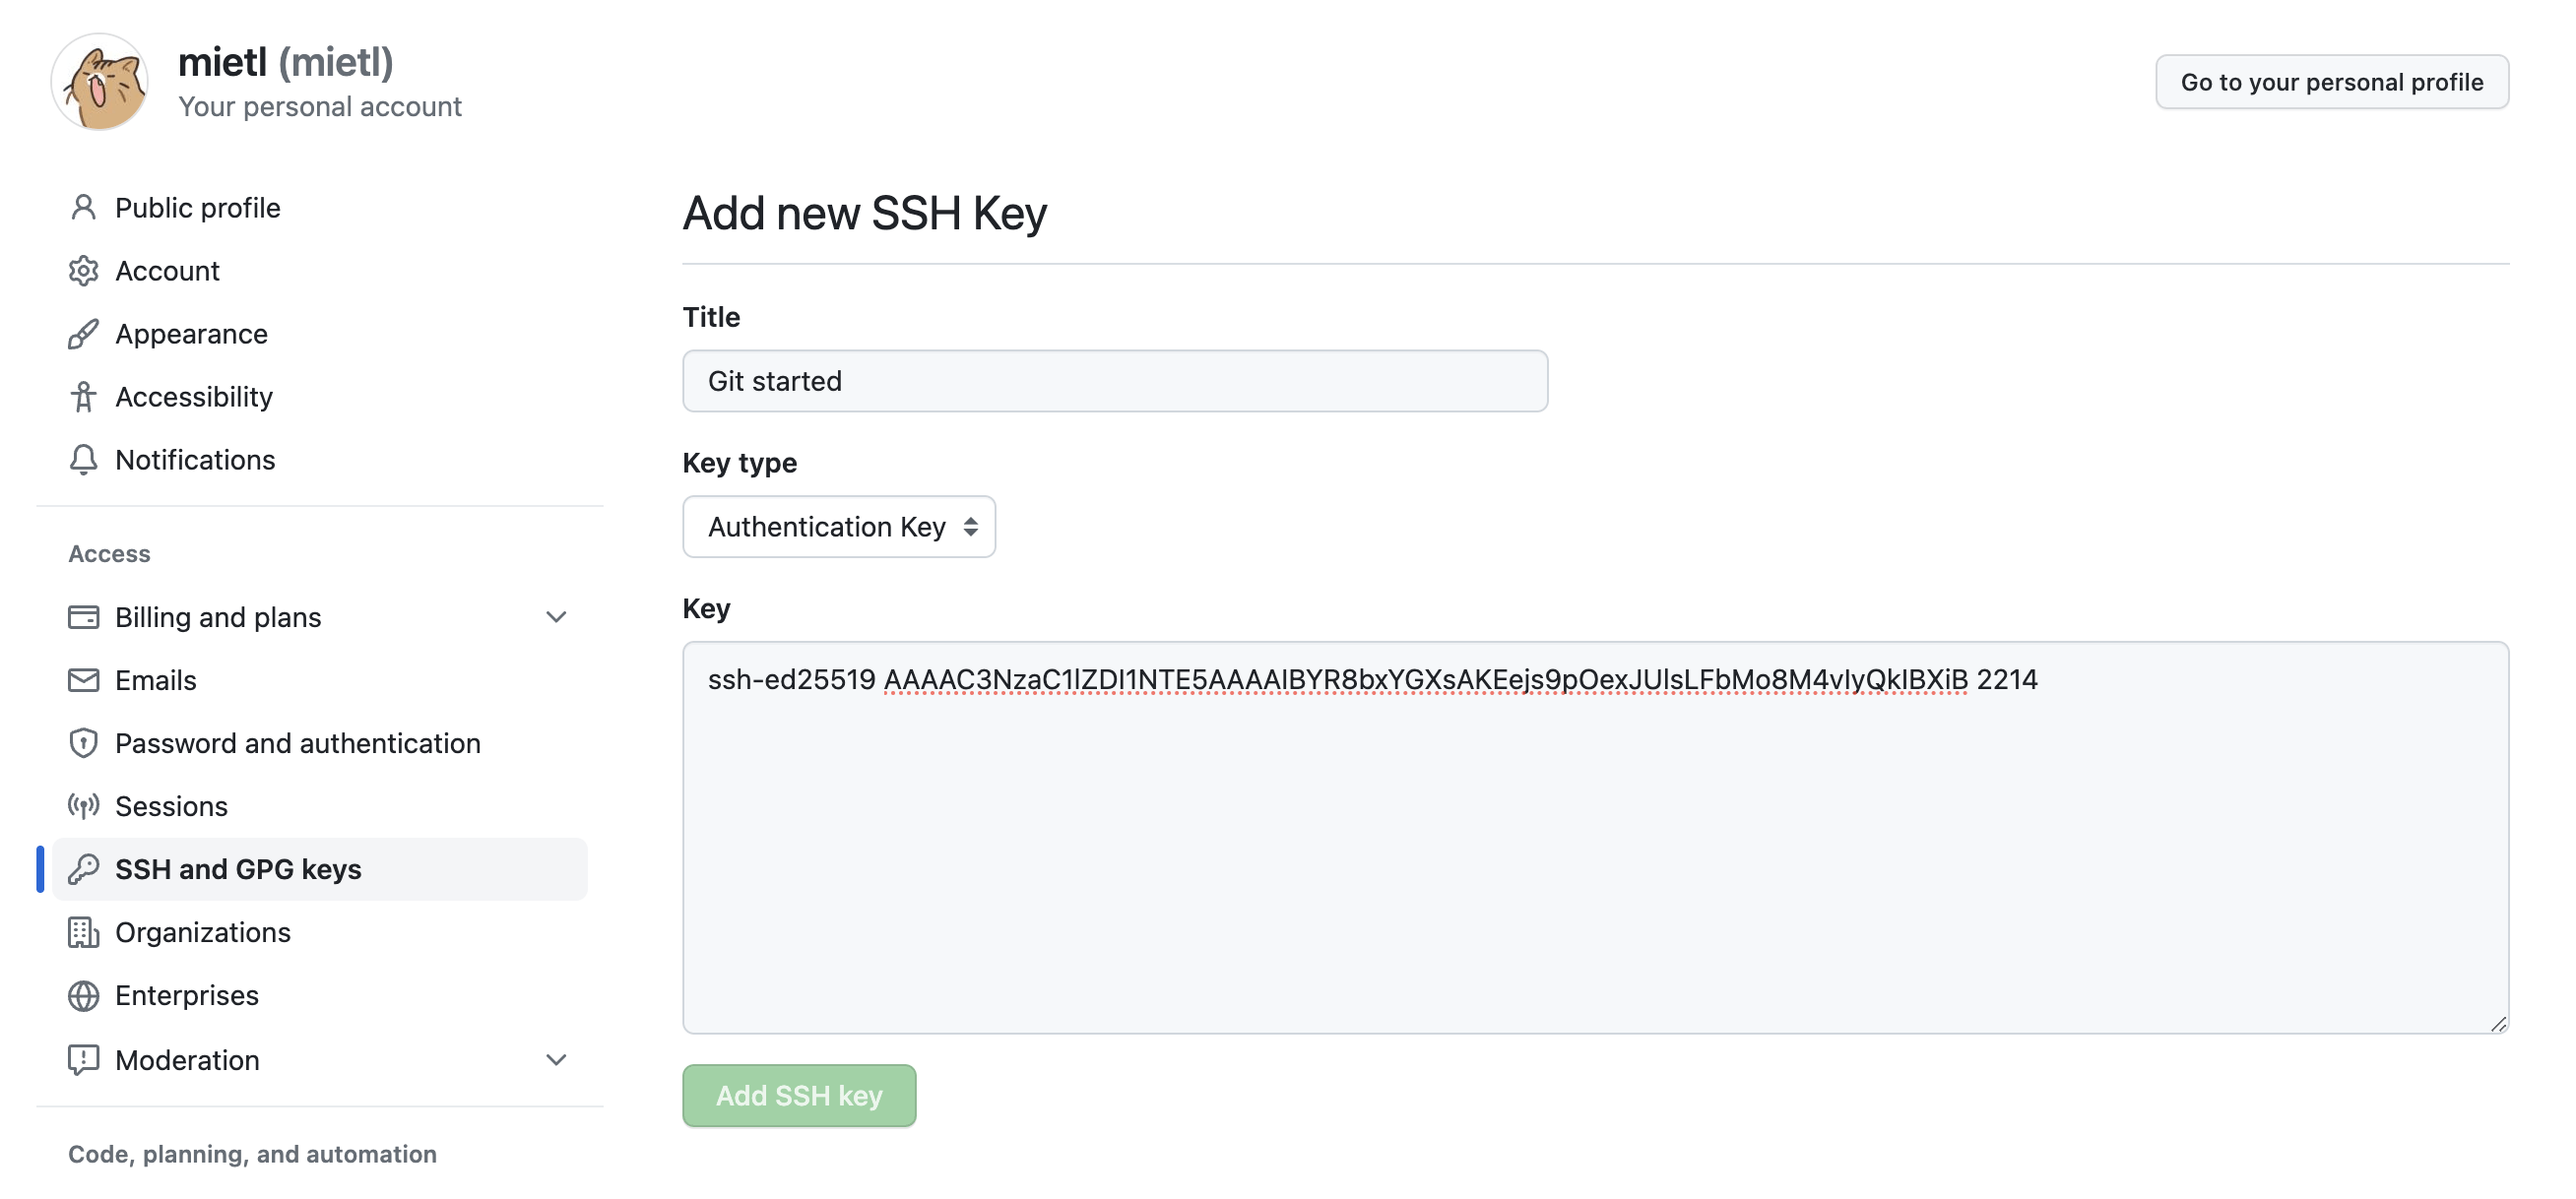 mietl (mietl)
Your personal account
Go to your personal profile
Public profile
Account
Appearance
Accessibility
Notifications
Access
Billing and plans
Emails
Password and authentication
Sessions
SSH and GPG keys
Organizations
Enterprises
Moderation
Code, planning, and automation
Add new SSH Key
Title
Git started
Key type
Authentication Key
Key
ssh-ed25519 AAAAC3NzaC1lZDI1NTE5AAAAIBYR8bxYGXsAKEejs9pOexJUlsLFbMo8M4vIyQkIBXiB 2214
Add SSH key